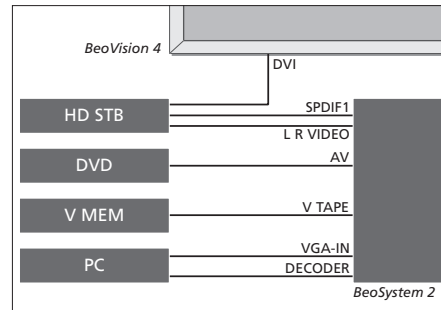 BeoVision 4
DVI
HD STB
SPDIF1
L R VIDEO
DVD
AV
V MEM
V TAPE
PC
VGA-IN
DECODER
BeoSystem 2